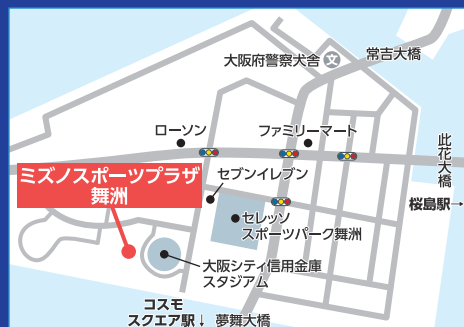 大阪府警察犬舎
文
常吉大橋
ローソン
ファミリーマート
此花大橋
ミズノスポーツプラザ
舞洲
セブンイレブン
桜島駅→
セレッソ
スポーツパーク舞洲
大阪シティ信用金庫
スタジアム
コスモ
スクエア駅↓
夢舞大橋